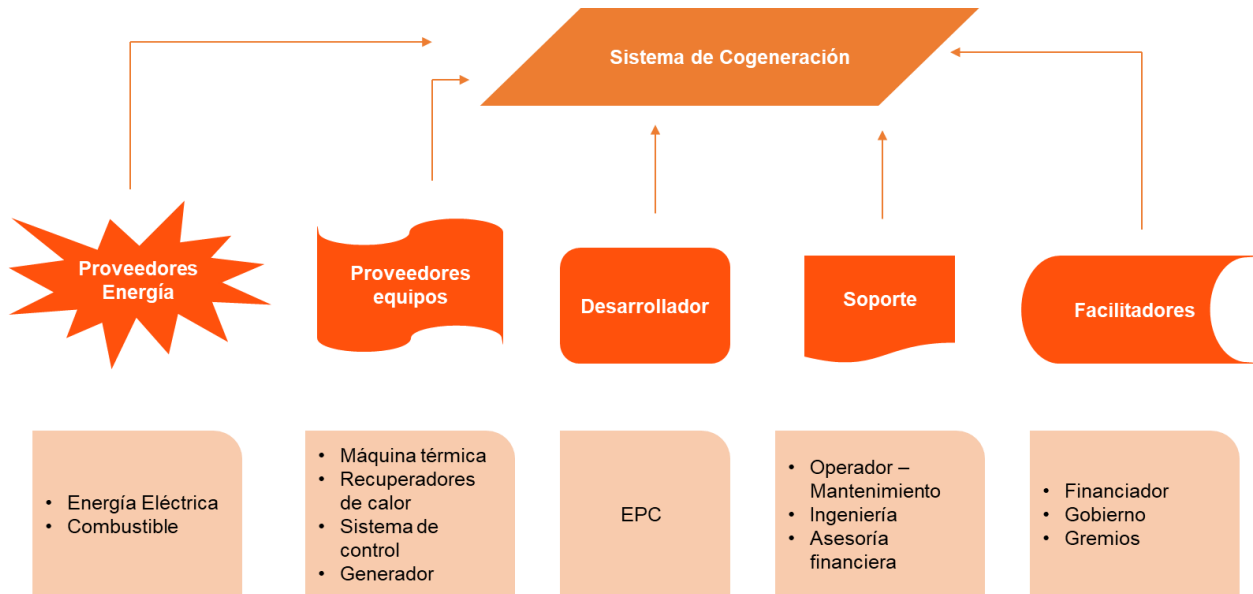 Sistema de Cogeneración
Proveedores
Energía
Proveedores
equipos
Desarrollador
Soporte
Facilitadores
• Energía Eléctrica
• Combustible
• Máquina térmica
• Recuperadores
de calor
• Sistema de
control
• Generador
EPC
• Operador –
Mantenimiento
• Ingeniería
• Asesoría
financiera
• Financiador
• Gobierno
• Gremios